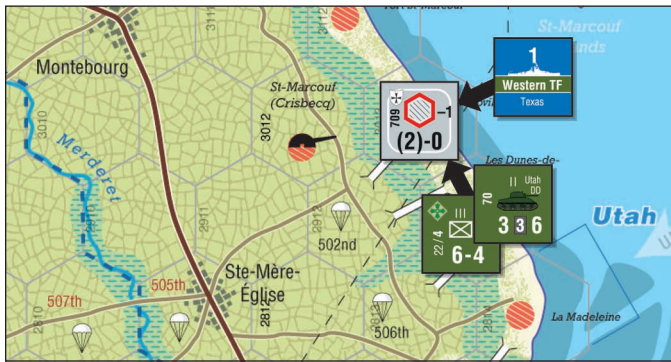 3112
St-Marcouf
Montebourg
1
Western TF
Texas
St-Marcouf
(Crisbecq)
3012
3010
709
-1
(2)-0
Merderet
Les Dunes-de-
70
II
Utah
DD
3 3 6
22/4
III
6-4
Utah
2911
2912
502nd
507th
505th
Ste-Mère-
Église
506th
2810
2812
La Madeleine